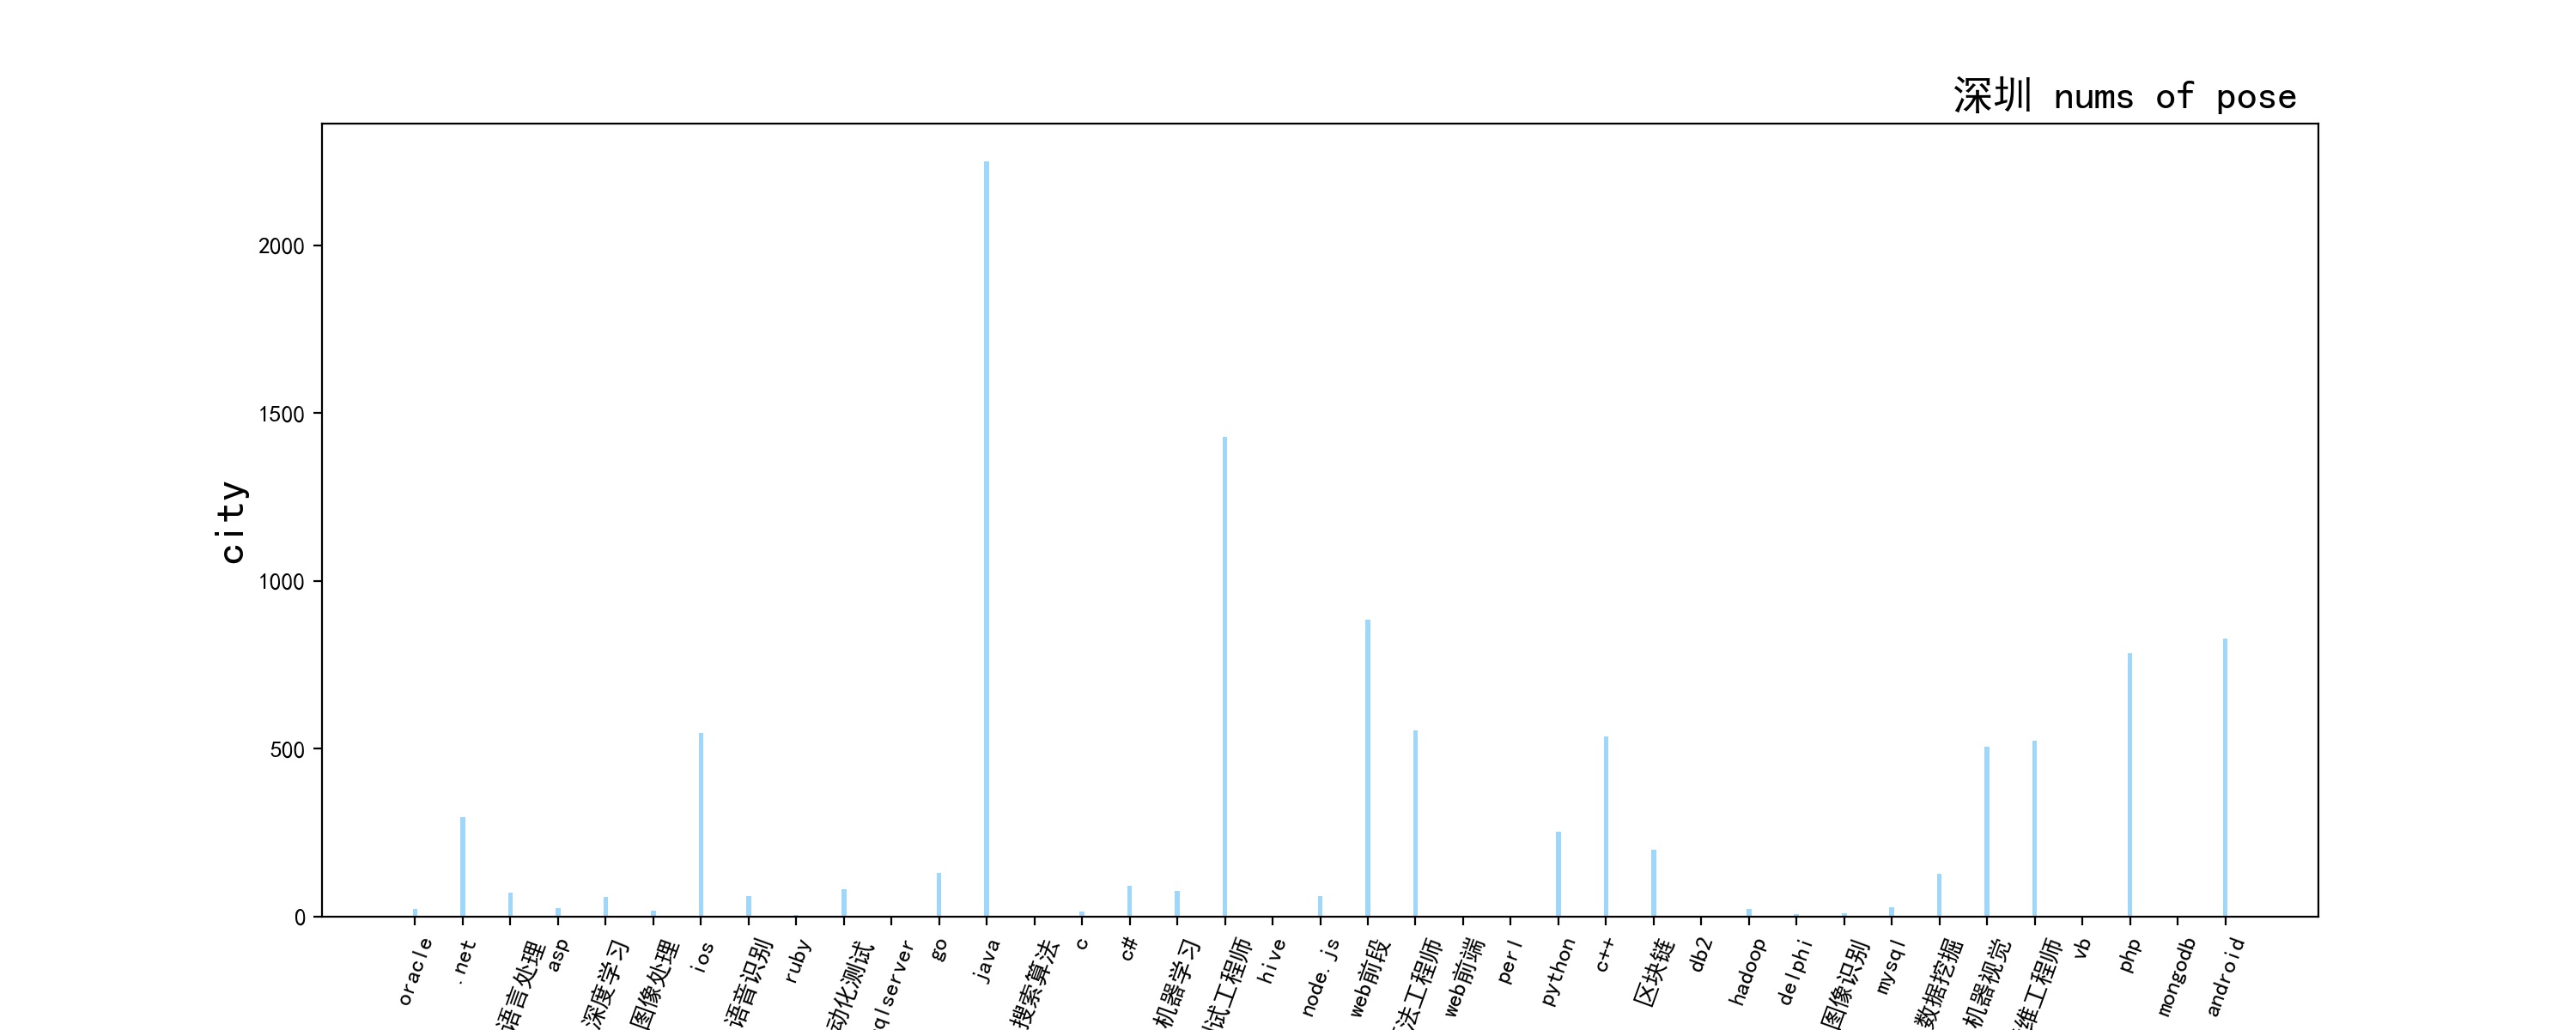 深圳 nums of pose
city
2000
1500
1000
500
0
oracle
.net
语言处理
asp
深度学习
图像处理
ios
语音识别
ruby
动化测试
qlserver
go
java
搜索算法
c
c#
机器学习
试工程师
hive
node.js
web前段
法工程师
web前端
perl
python
c++
区块链
db2
hadoop
delphi
图像识别
mysql
数据挖掘
机器视觉
维工程师
vb
php
mongodb
android